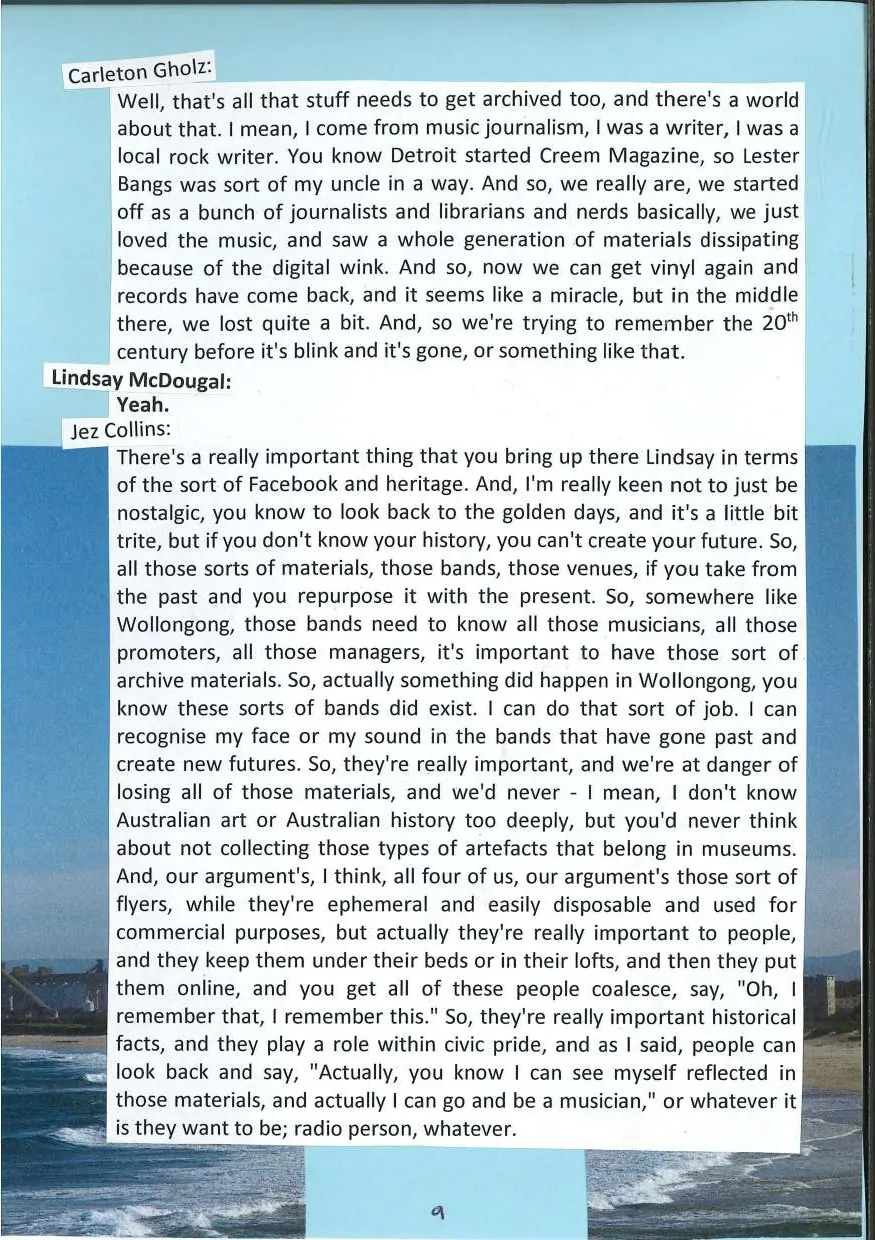 Carleton Gholz:
Well, that's all that stuff needs to get archived too, and there's a world
about that. I mean, I come from music journalism, I was a writer, I was a
local rock writer. You know Detroit started Creem Magazine, so Lester
Bangs was sort of my uncle in a way. And so, we really are, we started
off as a bunch of journalists and librarians and nerds basically, we just
loved the music, and saw a whole generation of materials dissipating
because of the digital wink. And so, now we can get vinyl again and
records have come back, and it seems like a miracle, but in the middle
there, we lost quite a bit. And, so we're trying to remember the 20th
century before it's blink and it's gone, or something like that.
Lindsay McDougal:
Yeah.
Jez Collins:
There's a really important thing that you bring up there Lindsay in terms
of the sort of Facebook and heritage. And, I'm really keen not to just be
nostalgic, you know to look back to the golden days, and it's a little bit
trite, but if you don't know your history, you can't create your future. So,
all those sorts of materials, those bands, those venues, if you take from
the past and you repurpose it with the present. So, somewhere like
Wollongong, those bands need to know all those musicians, all those
promoters, all those managers, it's important to have those sort of
archive materials. So, actually something did happen in Wollongong, you
know these sorts of bands did exist. I can do that sort of job. I can
recognise my face or my sound in the bands that have gone past and
create new futures. So, they're really important, and we're at danger of
losing all of those materials, and we'd never - I mean, I don't know
Australian art or Australian history too deeply, but you'd never think
about not collecting those types of artefacts that belong in museums.
And, our argument's, I think, all four of us, our argument's those sort of
flyers, while they're ephemeral and easily disposable and used for
commercial purposes, but actually they're really important to people,
and they keep them under their beds or in their lofts, and then they put
them online, and you get all of these people coalesce, say, "Oh, I
remember that, I remember this." So, they're really important historical
facts, and they play a role within civic pride, and as I said, people can
look back and say, "Actually, you know I can see myself reflected in
those materials, and actually I can go and be a musician," or whatever it
is they want to be; radio person, whatever.
9